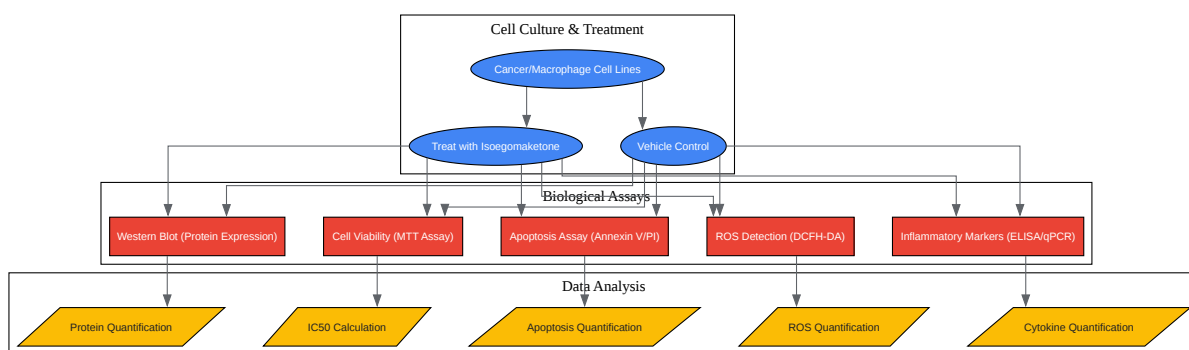 Cell Culture & Treatment
Cancer/Macrophage Cell Lines
Treat with Isoegomaketone
Vehicle Control
Biological Assays
Western Blot (Protein Expression)
Cell Viability (MTT Assay)
Apoptosis Assay (Annexin V/PI)
ROS Detection (DCFH-DA)
Inflammatory Markers (ELISA/qPCR)
Data Analysis
Protein Quantification
IC50 Calculation
Apoptosis Quantification
ROS Quantification
Cytokine Quantification